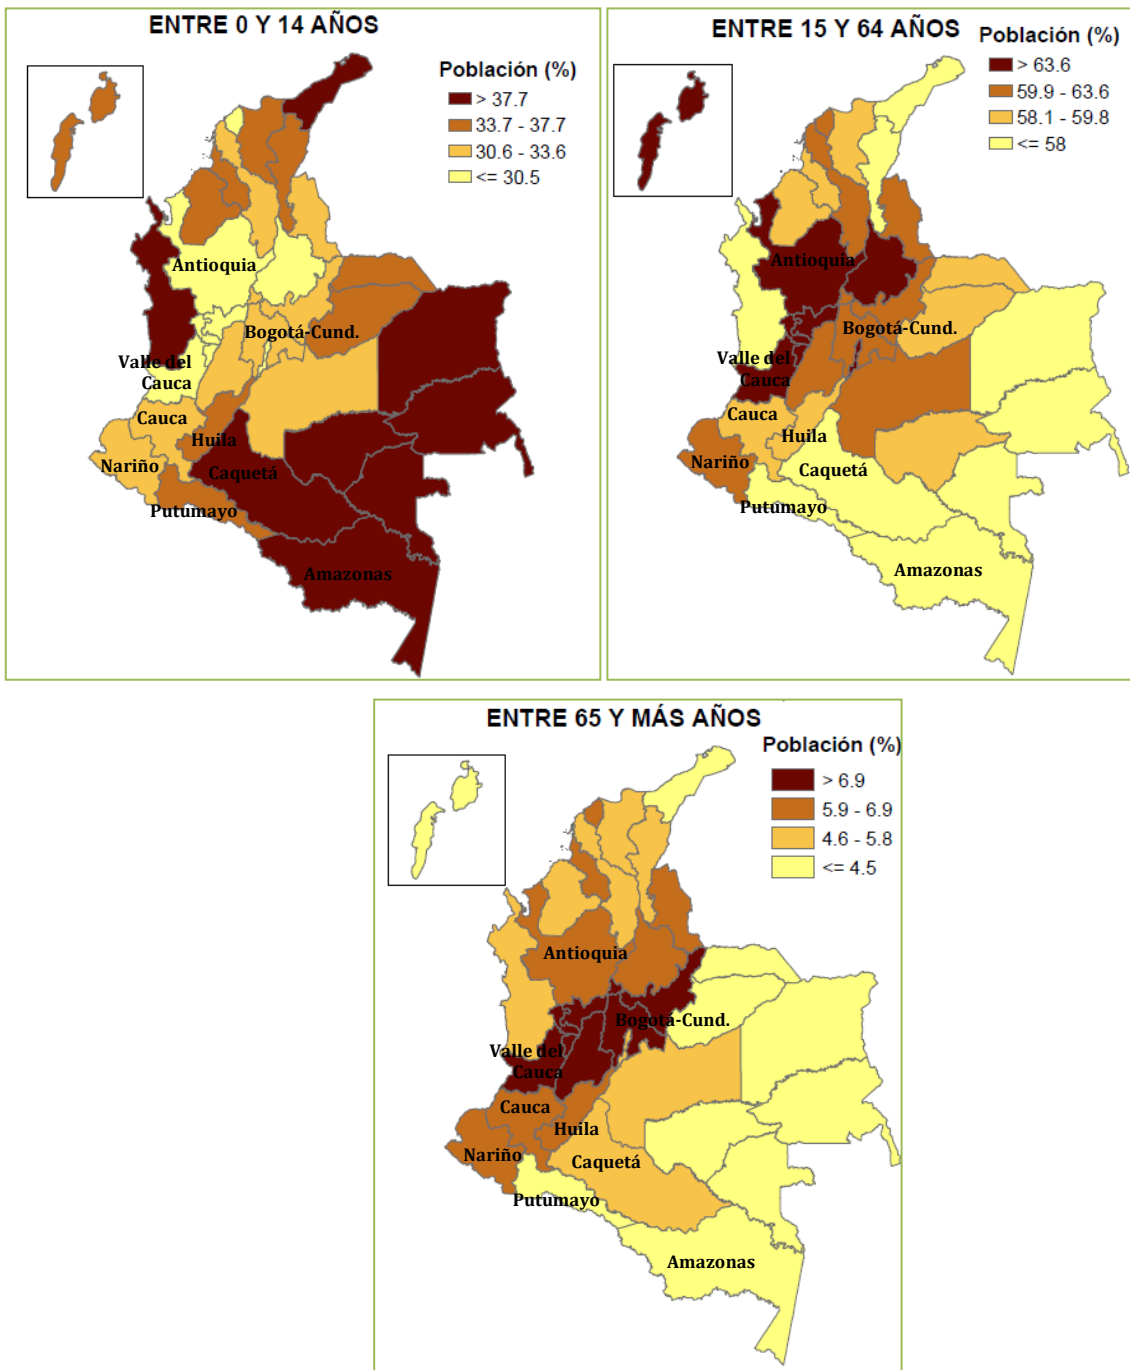 ENTRE 0 Y 14 AÑOS
Población (%)
> 37.7
33.7 - 37.7
30.6 - 33.6
<= 30.5
Antioquia
Bogotá-Cund.
Valle del
Cauca
Cauca
Huila
Nariño
Caquetá
Putumayo
Amazonas
ENTRE 15 Y 64 AÑOS
Población (%)
> 63.6
59.9 - 63.6
58.1 - 59.8
<= 58
Antioquia
Bogotá-Cund.
Valle del
Cauca
Cauca
Huila
Nariño
Caquetá
Putumayo
Amazonas
ENTRE 65 Y MÁS AÑOS
Población (%)
> 6.9
5.9 - 6.9
4.6 - 5.8
<= 4.5
Antioquia
Bogotá-Cund.
Valle del
Cauca
Cauca
Huila
Nariño
Caquetá
Putumayo
Amazonas